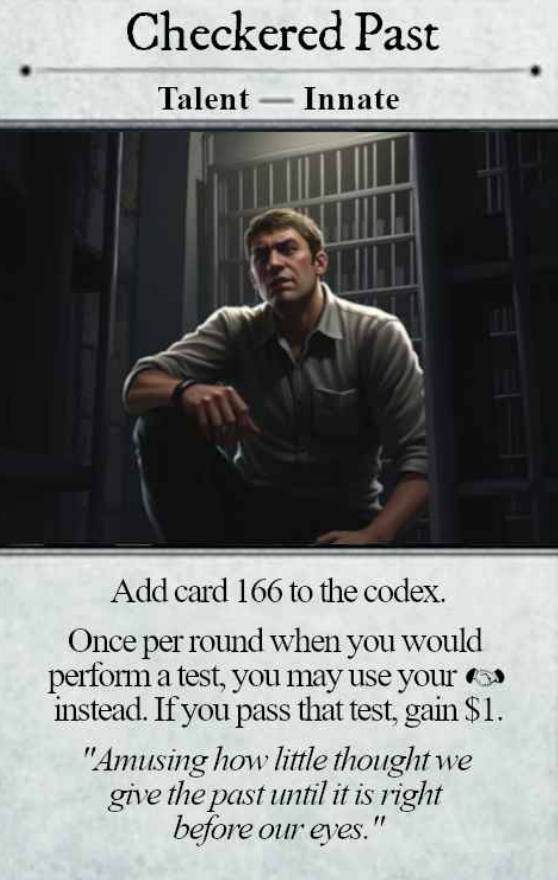 Checkered Past
Talent — Innate
Add card 166 to the codex.
Once per round when you would
perform a test, you may use your
instead. If you pass that test, gain $1.
"Amusing how little thought we
give the past until it is right
before our eyes."